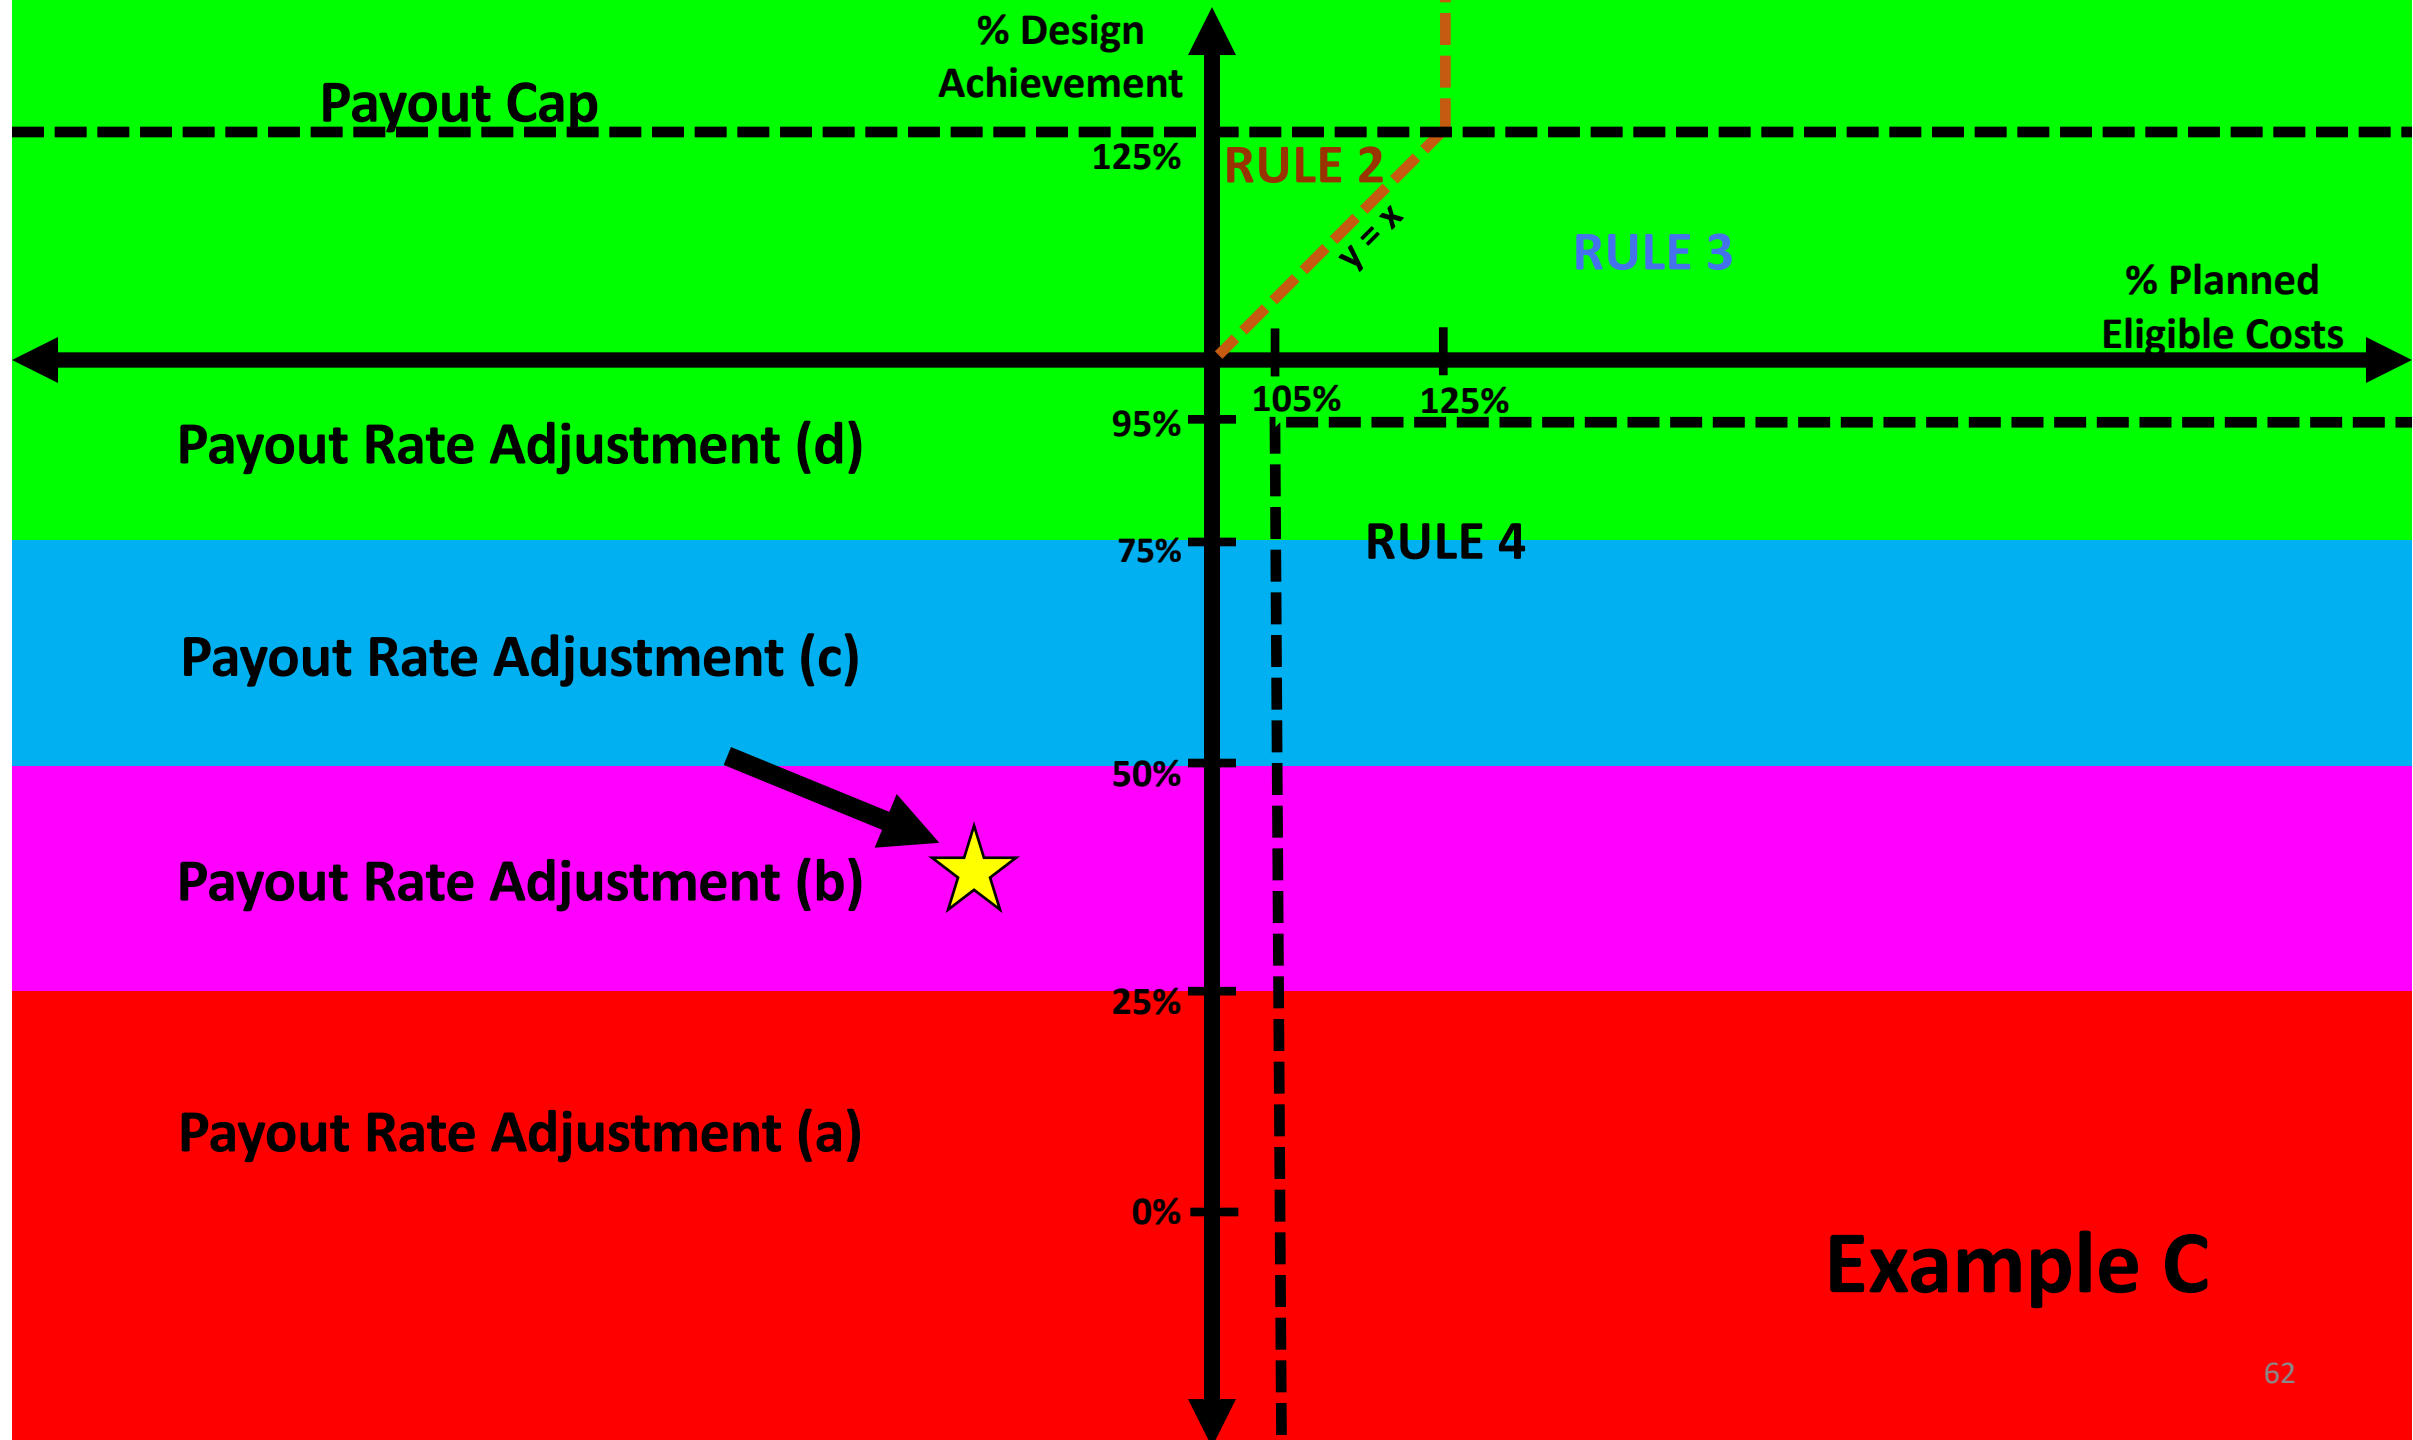 % Design
Achievement
Payout Cap
125%
RULE 2
y = x
RULE 3
% Planned
Eligible Costs
105%
125%
95%
Payout Rate Adjustment (d)
75%
RULE 4
Payout Rate Adjustment (c)
50%
Payout Rate Adjustment (b)
25%
Payout Rate Adjustment (a)
0%
Example C
62